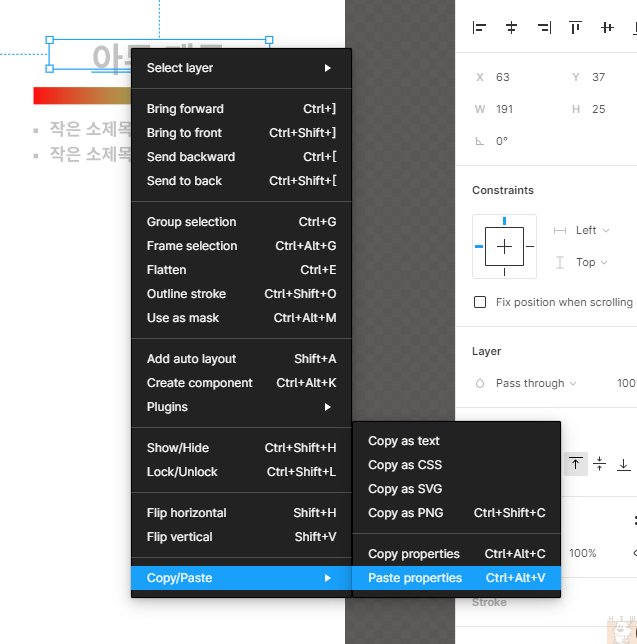 작은 소제목
작은 소제목
Select layer
Bring forward Ctrl+]
Bring to front Ctrl+Shift+]
Send backward Ctrl+[
Send to back Ctrl+Shift+[
Group selection Ctrl+G
Frame selection Ctrl+Alt+G
Flatten Ctrl+E
Outline stroke Ctrl+Shift+O
Use as mask Ctrl+Alt+M
Add auto layout Shift+A
Create component Ctrl+Alt+K
Plugins
Show/Hide Ctrl+Shift+H
Lock/Unlock Ctrl+Shift+L
Flip horizontal Shift+H
Flip vertical Shift+V
Copy/Paste
Copy as text
Copy as CSS
Copy as SVG
Copy as PNG Ctrl+Shift+C
Copy properties Ctrl+Alt+C
Paste properties Ctrl+Alt+V
X 63 Y 37
W 191 H 25
0°
Constraints
Left
Top
Fix position when scrolling
Layer
Pass through 100%
100%
Stroke